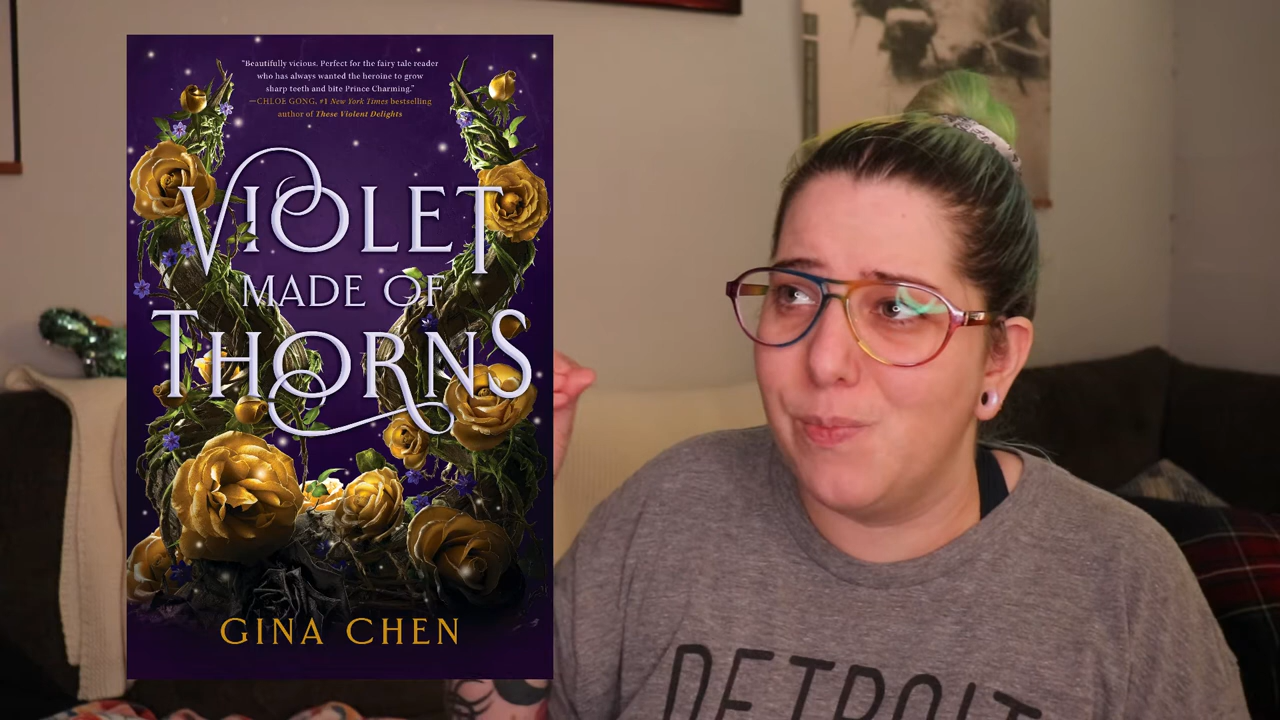 "Beautifully vicious. Perfect for the fairy tale reader
who has always wanted the heroine to grow
sharp teeth and bite Prince Charming."
—CHLOE GONG, #1 New York Times bestselling
author of These Violent Delights
VIOLET
MADE OF
THORNS
GINA CHEN
DETROIT